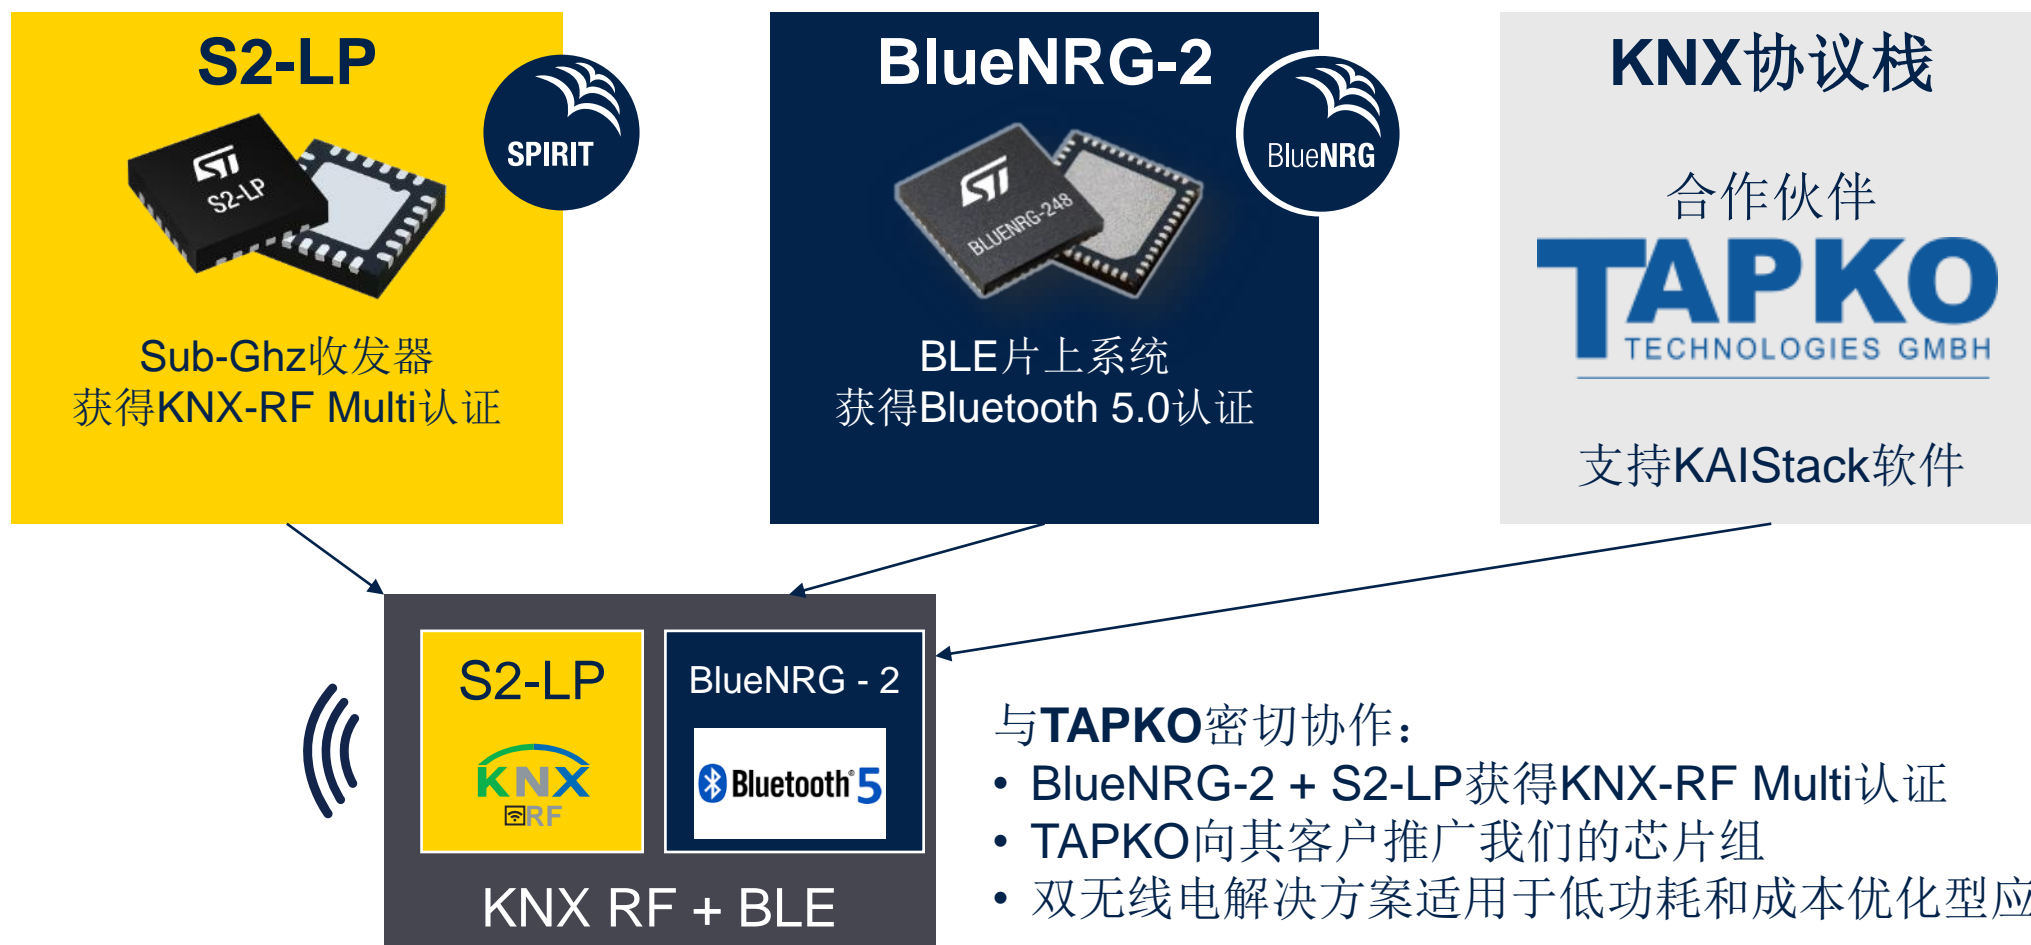 S2-LP
SPIRIT
S2-LP
Sub-Ghz收发器
获得KNX-RF Multi认证
BlueNRG-2
BlueNRG
BLUENRG-248
BLE片上系统
获得Bluetooth 5.0认证
KNX协议栈
合作伙伴
TAPKO
TECHNOLOGIES GMBH
支持KAIStack软件
S2-LP
KNX
RF
BlueNRG - 2
Bluetooth® 5
KNX RF + BLE
与TAPKO密切协作：
• BlueNRG-2 + S2-LP获得KNX-RF Multi认证
• TAPKO向其客户推广我们的芯片组
• 双无线电解决方案适用于低功耗和成本优化型应